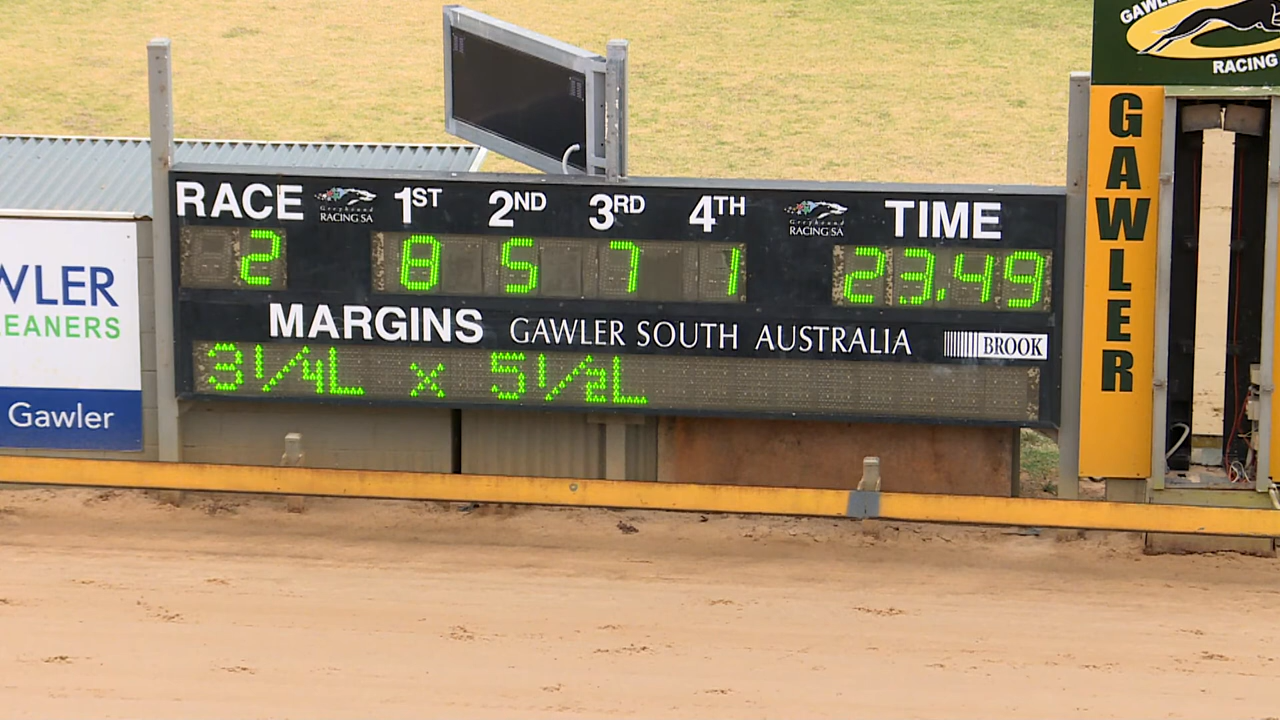 GAWLER
RACING
GAWLER
RACE
Greyhound
RACING SA
1ST 2ND 3RD 4TH
Greyhound
RACING SA
TIME
2 8 5 7 1 23.49
MARGINS GAWLER SOUTH AUSTRALIA BROOK
3 1/4L x 5 1/2L
WLER
EANERS
Gawler